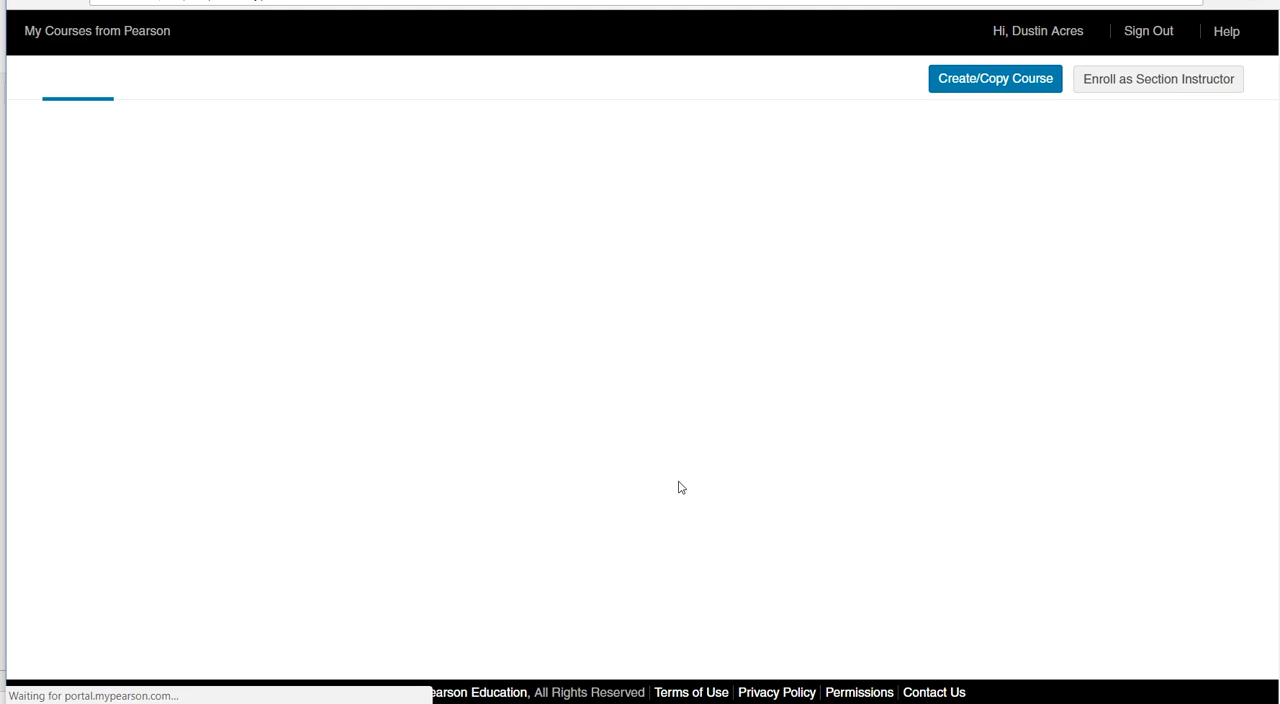 My Courses from Pearson
Hi, Dustin Acres
Sign Out
Help
Create/Copy Course
Enroll as Section Instructor
Waiting for portal.mypearson.com...
Education, All Rights Reserved
Terms of Use
Privacy Policy
Permissions
Contact Us